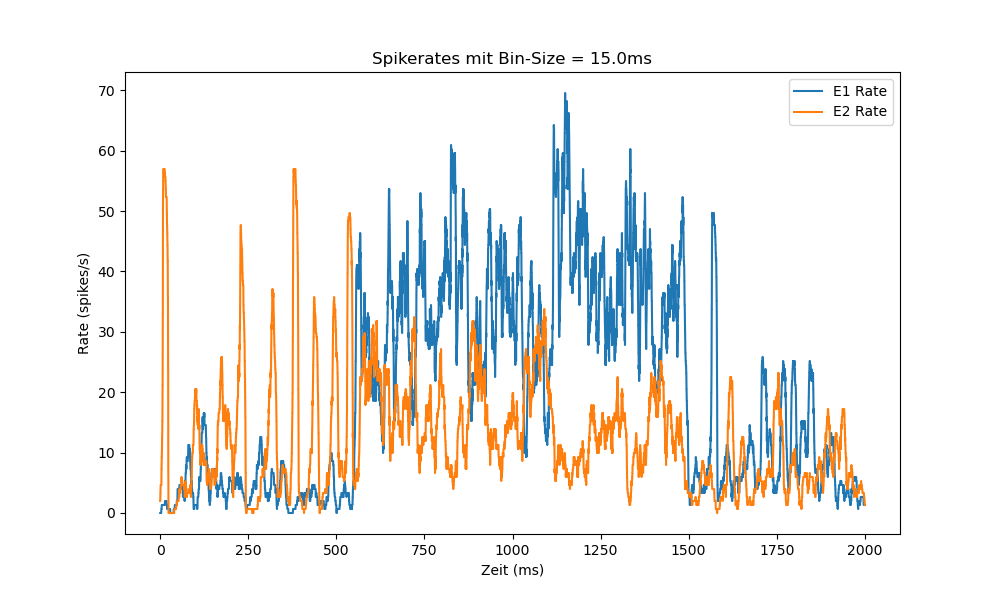 Spikerates mit Bin-Size = 15.0ms
E1 Rate
E2 Rate
70
60
50
40
30
20
10
0
Rate (spikes/s)
0 250 500 750 1000 1250 1500 1750 2000
Zeit (ms)